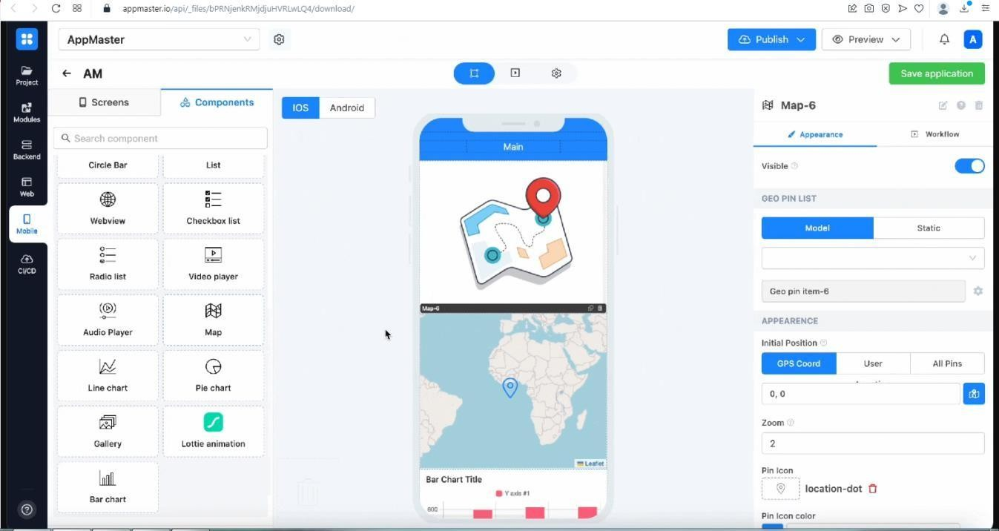 appmaster.io/api/_files/bPRNjenkRMjdjuHVRLwLQ4/download/
AppMaster
Publish
Preview
A
Project
Modules
Backend
Web
Mobile
CI/CD
AM
Save application
Screens
Components
Search component
Circle Bar
List
Webview
Checkbox list
Radio list
Video player
Audio Player
Map
Line chart
Pie chart
Gallery
Lottie animation
Bar chart
IOS
Android
Main
Map-6
Leaflet
Bar Chart Title
Y axis #1
600
Map-6
Appearance
Workflow
Visible
GEO PIN LIST
Model
Static
Geo pin item-6
APPEARENCE
Initial Position
GPS Coord
User
All Pins
0, 0
Zoom
2
Pin Icon
location-dot
Pin Icon color